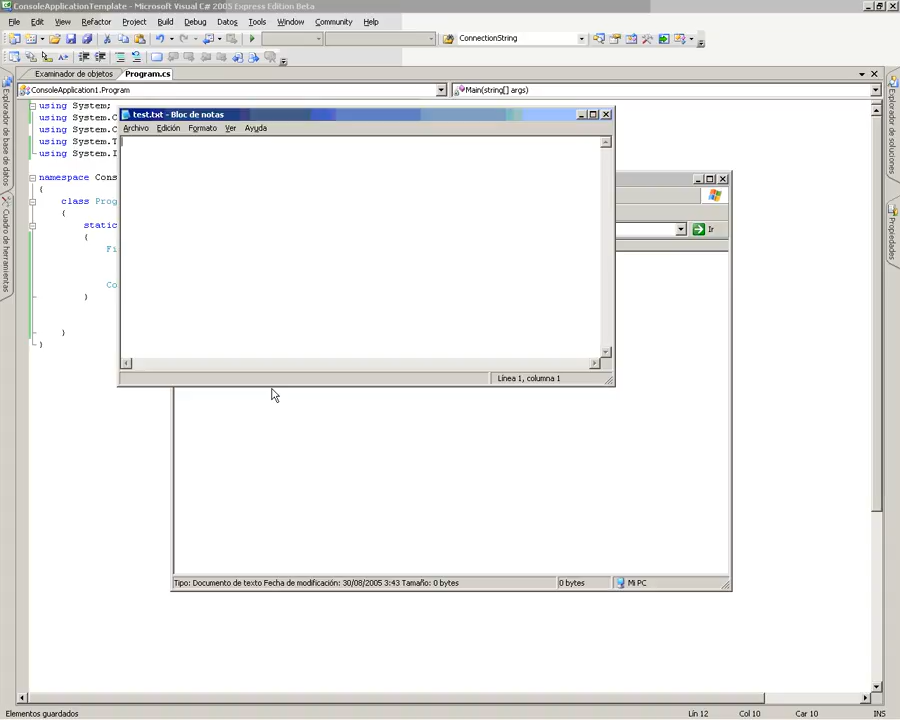 ConsoleApplicationTemplate - Microsoft Visual C# 2005 Express Edition Beta
File Edit View Refactor Project Build Debug Datos Tools Window Community Help
ConnectionString
Examinador de objetos Program.cs
ConsoleApplication1.Program Main(string[] args)
using System;
using System.C
using System.C
using System.T
using System.I
namespace Cons
{
class Prog
{
static
{
Fi
Co
}
}
}
test.txt - Bloc de notas
Archivo Edición Formato Ver Ayuda
Línea 1, columna 1
Ir
Tipo: Documento de texto Fecha de modificación: 30/08/2005 3:43 Tamaño: 0 bytes 0 bytes Mi PC
Explorador de base de datos
Cuadro de herramientas
Explorador de soluciones
Propiedades
Elementos guardados Lín 12 Col 10 Car 10 INS